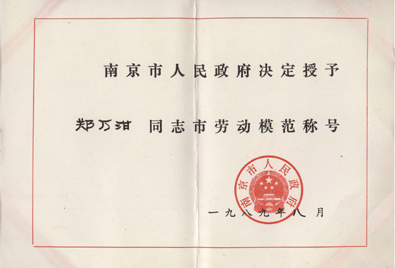 南京市人民政府决定授予
郑万泔 同志市劳动模范称号
南京市人民政府
一九八九年八月